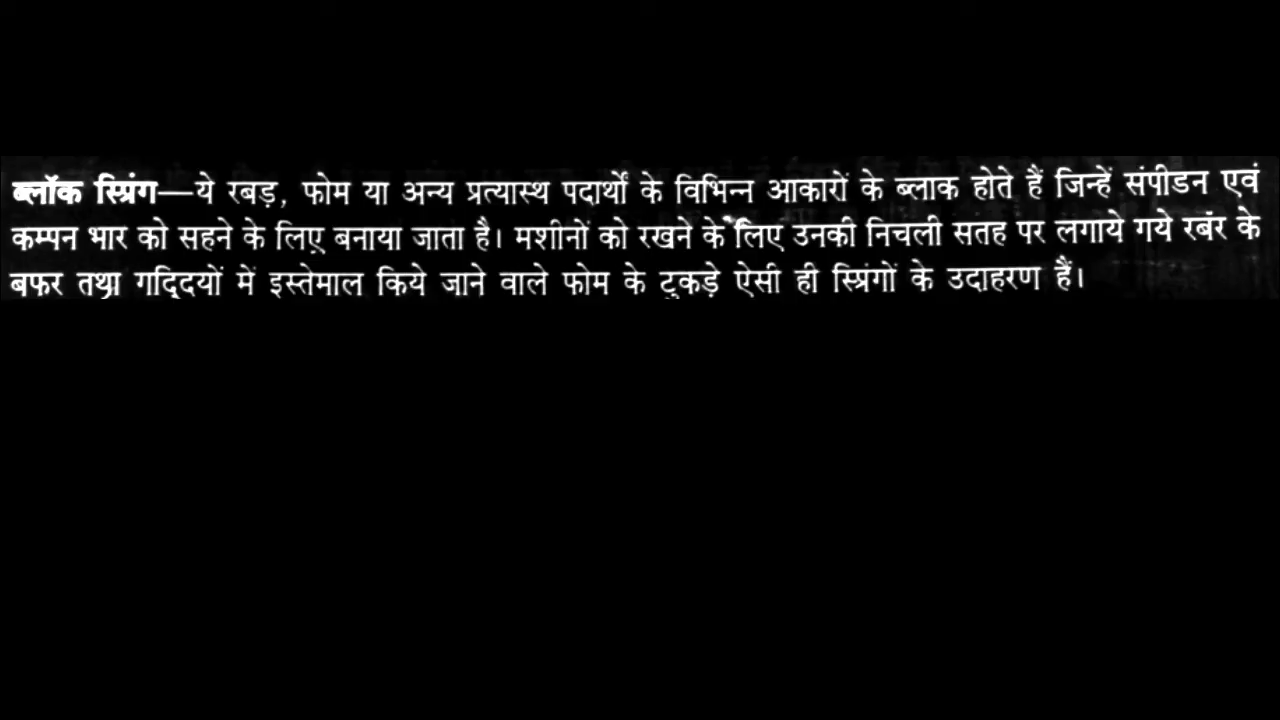 ब्लॉक स्प्रिंग—ये रबड़, फोम या अन्य प्रत्यास्थ पदार्थों के विभिन्न आकारों के ब्लाक होते हैं जिन्हें संपीडन एवं
कम्पन भार को सहने के लिए बनाया जाता है। मशीनों को रखने के लिए उनकी निचली सतह पर लगाये गये रबर के
बफर तथा गद्दियों में इस्तेमाल किये जाने वाले फोम के टुकड़े ऐसी ही स्प्रिंगों के उदाहरण हैं।